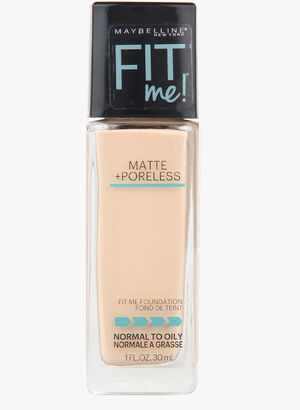 MAYBELLINE
NEW YORK
FIT
me!
MATTE
+PORELESS
FIT ME FOUNDATION
FOND DE TEINT
NORMAL TO OILY
NORMALE A GRASSE
1 FL.OZ. 30 mL